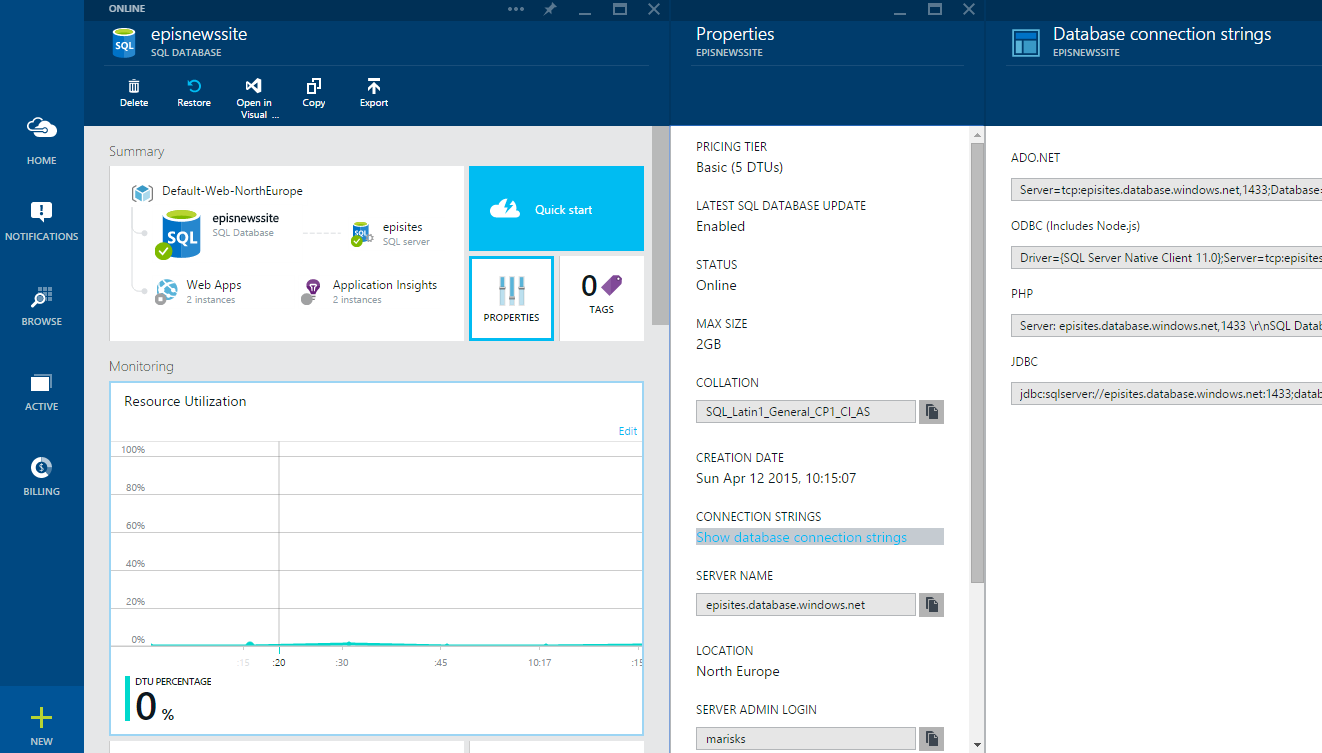 ONLINE
episnewssite
SQL DATABASE
Delete
Restore
Open in
Visual ...
Copy
Export
HOME
NOTIFICATIONS
BROWSE
ACTIVE
BILLING
NEW
Summary
Default-Web-NorthEurope
SQL
episnewssite
SQL Database
SQL
episites
SQL server
Web Apps
2 instances
Application Insights
2 instances
Quick start
PROPERTIES
0
TAGS
Monitoring
Resource Utilization
Edit
100%
80%
60%
40%
20%
0%
:15 :20 :30 :45 10:17 :15
DTU PERCENTAGE
0 %
Properties
EPISNEWSSITE
PRICING TIER
Basic (5 DTUs)
LATEST SQL DATABASE UPDATE
Enabled
STATUS
Online
MAX SIZE
2GB
COLLATION
SQL_Latin1_General_CP1_CI_AS
CREATION DATE
Sun Apr 12 2015, 10:15:07
CONNECTION STRINGS
Show database connection strings
SERVER NAME
episites.database.windows.net
LOCATION
North Europe
SERVER ADMIN LOGIN
marisks
Database connection strings
EPISNEWSSITE
ADO.NET
Server=tcp:episites.database.windows.net,1433;Database=
ODBC (Includes Node.js)
Driver={SQL Server Native Client 11.0};Server=tcp:episites
PHP
Server: episites.database.windows.net,1433 \r\nSQL Datab
JDBC
jdbc:sqlserver://episites.database.windows.net:1433;datab